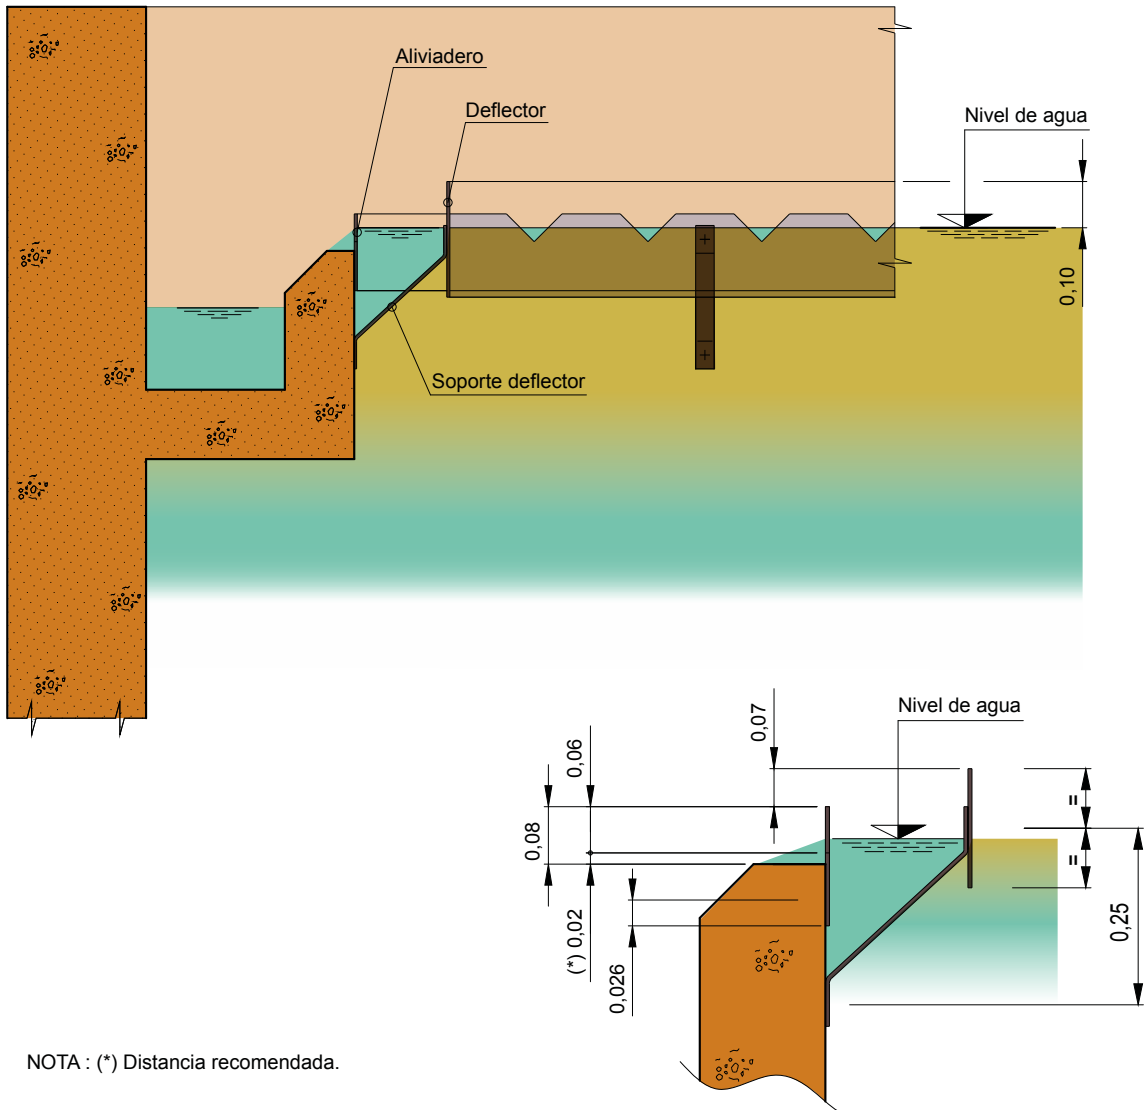 Aliviadero
Deflector
Nivel de agua
0,10
Soporte deflector
Nivel de agua
0,07
0,06
0,08
=
=
0,25
(*) 0,02
0,026
NOTA : (*) Distancia recomendada.